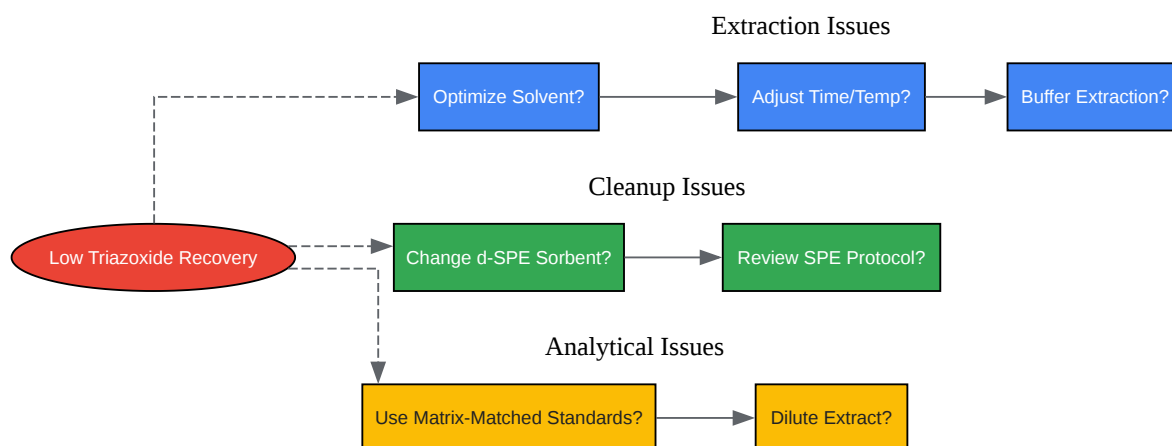 Extraction Issues
Optimize Solvent?
Adjust Time/Temp?
Buffer Extraction?
Cleanup Issues
Low Triazoxide Recovery
Change d-SPE Sorbent?
Review SPE Protocol?
Analytical Issues
Use Matrix-Matched Standards?
Dilute Extract?